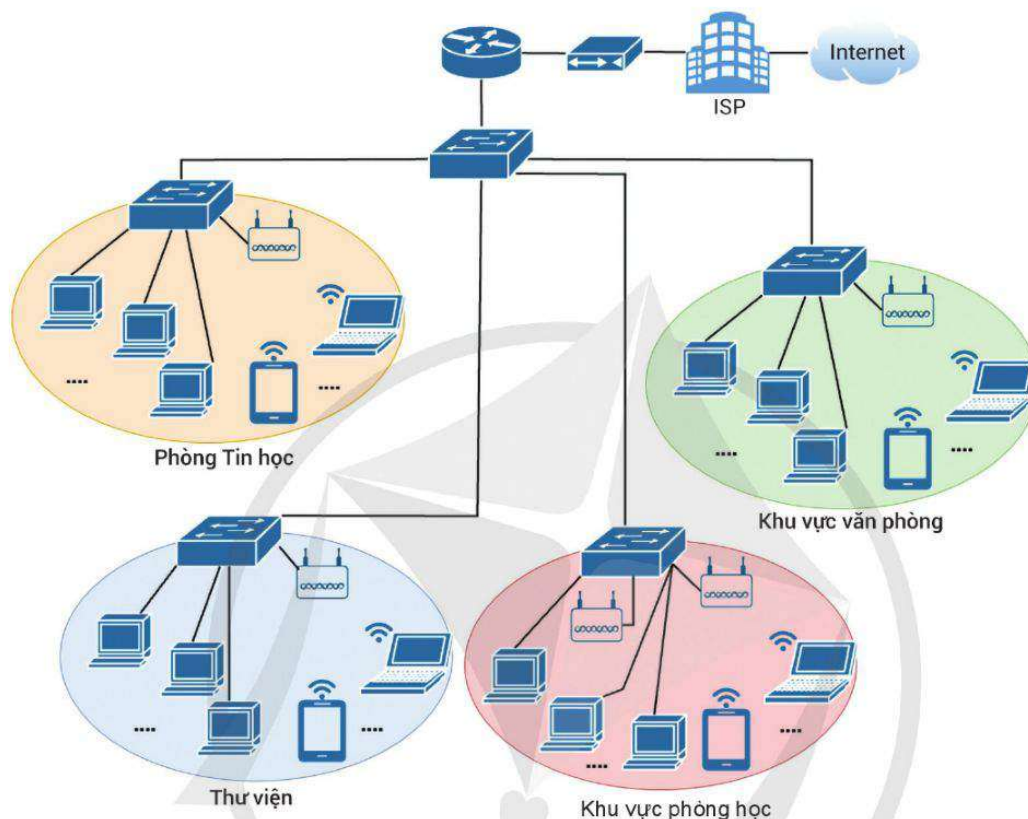 Internet
ISP
....
....
Phòng Tin học
....
....
Khu vực văn phòng
....
....
Thư viện
....
....
Khu vực phòng học